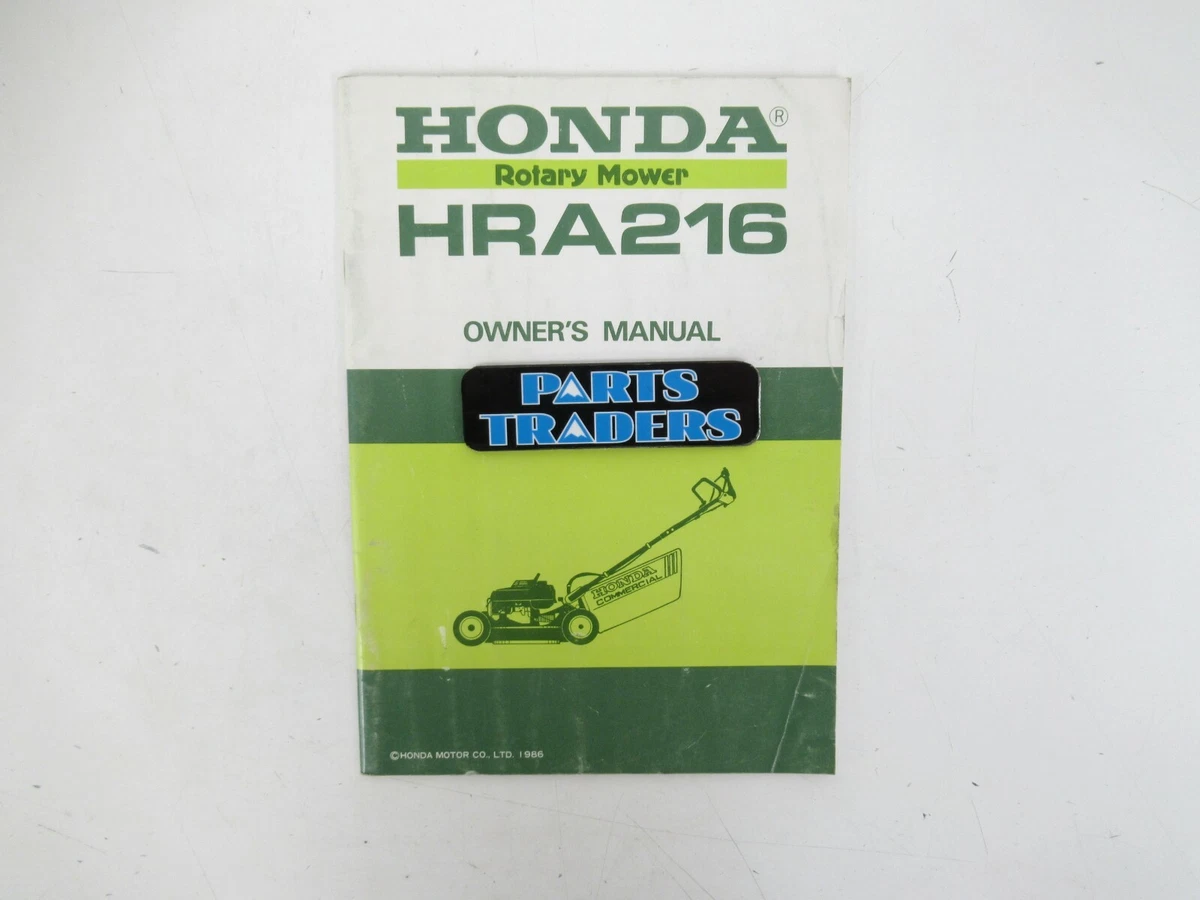 HONDA®
Rotary Mower
HRA216
OWNER'S MANUAL
PARTS
TRADERS
HONDA
COMMERCIAL
©HONDA MOTOR CO., LTD. 1986